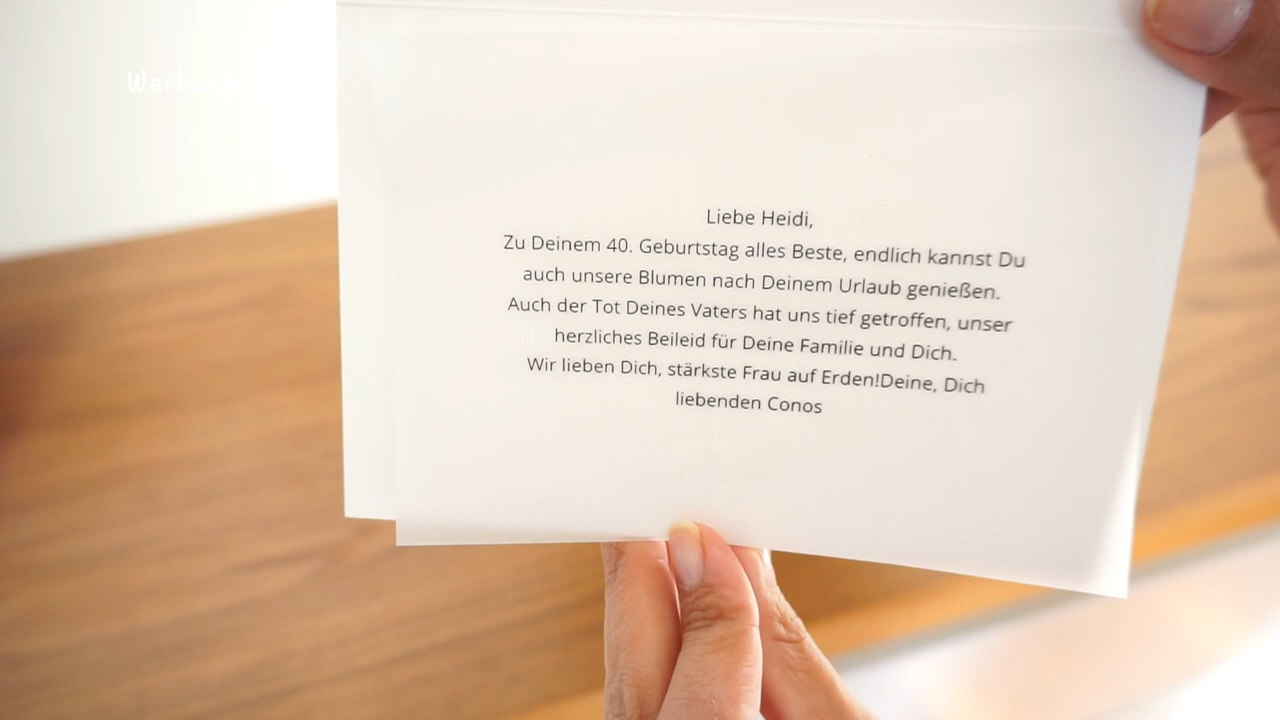 Werbung
Liebe Heidi,
Zu Deinem 40. Geburtstag alles Beste, endlich kannst Du
auch unsere Blumen nach Deinem Urlaub genießen.
Auch der Tot Deines Vaters hat uns tief getroffen, unser
herzliches Beileid für Deine Familie und Dich.
Wir lieben Dich, stärkste Frau auf Erden!Deine, Dich
liebenden Conos